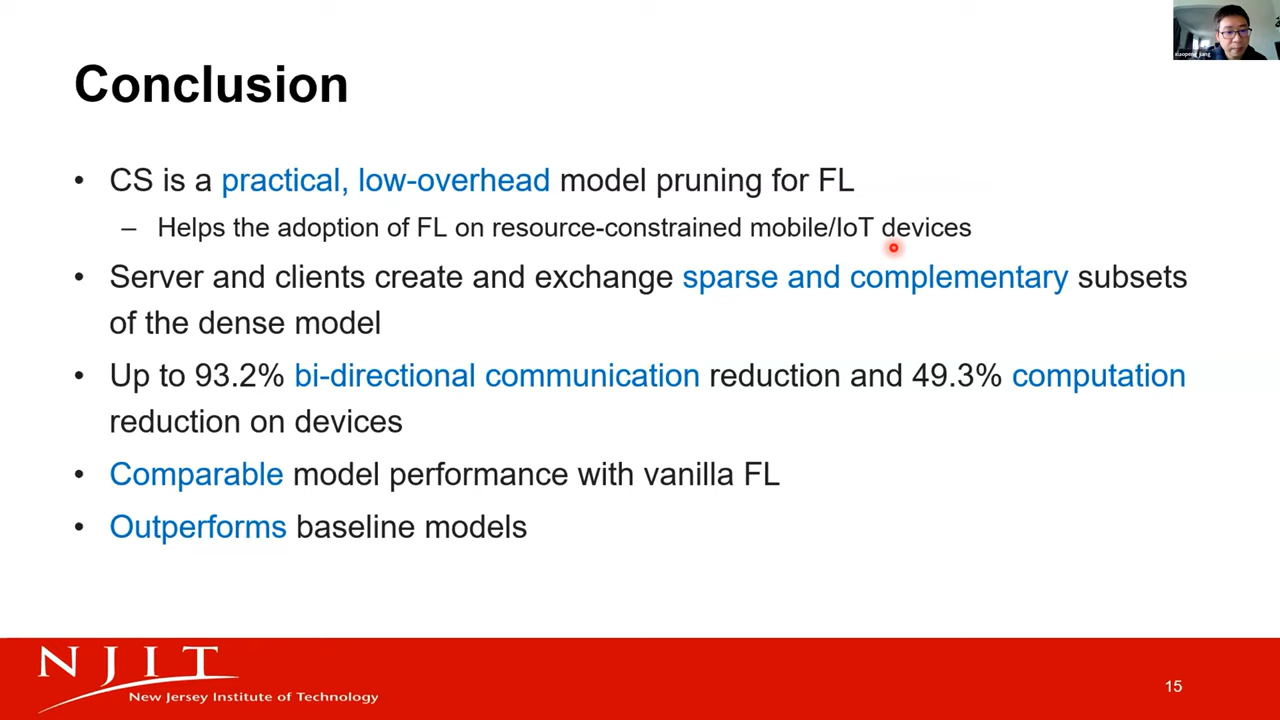 xiaopeng_jiang
Conclusion
• CS is a practical, low-overhead model pruning for FL
– Helps the adoption of FL on resource-constrained mobile/IoT devices
• Server and clients create and exchange sparse and complementary subsets
of the dense model
• Up to 93.2% bi-directional communication reduction and 49.3% computation
reduction on devices
• Comparable model performance with vanilla FL
• Outperforms baseline models
NJIT
New Jersey Institute of Technology
15